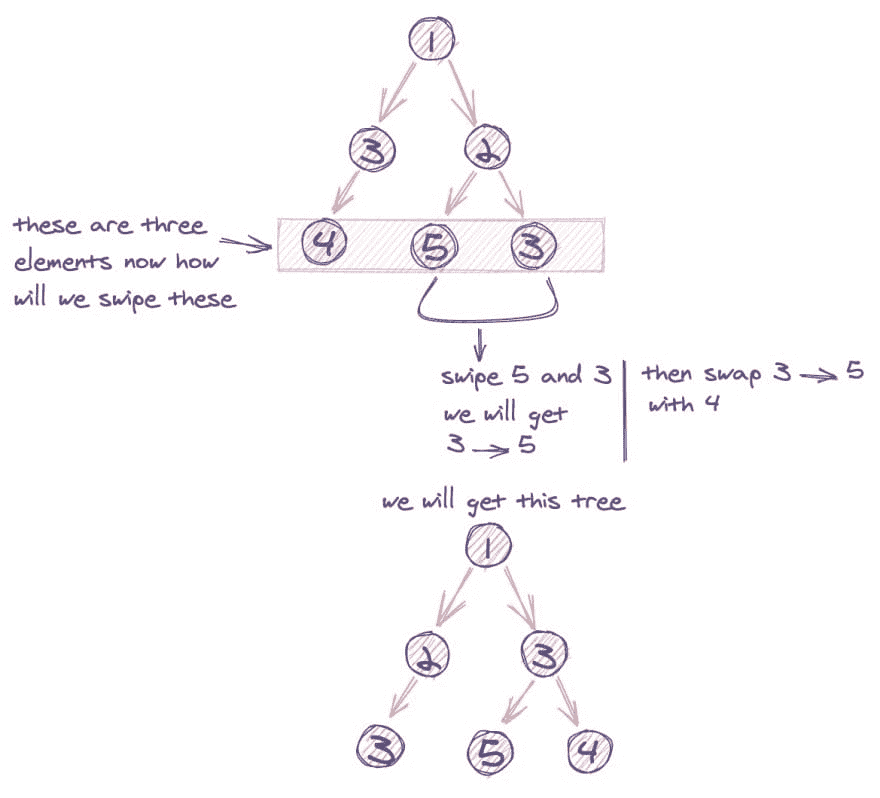 1
3 2
these are three
elements now how
will we swipe these
4 5 3
swipe 5 and 3
we will get
3 → 5
then swap 3 → 5
with 4
we will get this tree
1
2 3
3 5 4